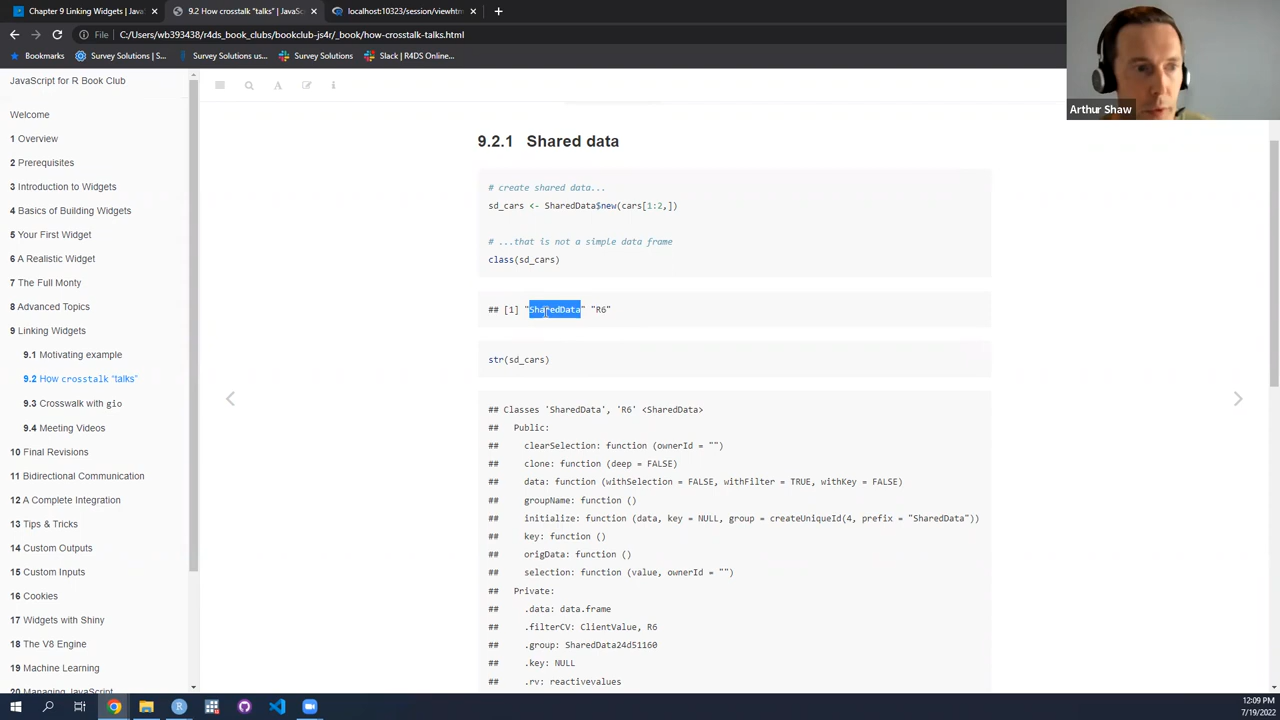 Chapter 9 Linking Widgets | Java
9.2 How crosstalk "talks" | JavaSc
localhost:10323/session/viewhtm
File
C:/Users/wb393438/r4ds_book_clubs/bookclub-js4r/_book/how-crosstalk-talks.html
Bookmarks
Survey Solutions | S...
Survey Solutions us...
Survey Solutions
Slack | R4DS Online...
Arthur Shaw
JavaScript for R Book Club
Welcome
1 Overview
2 Prerequisites
3 Introduction to Widgets
4 Basics of Building Widgets
5 Your First Widget
6 A Realistic Widget
7 The Full Monty
8 Advanced Topics
9 Linking Widgets
9.1 Motivating example
9.2 How crosstalk "talks"
9.3 Crosswalk with gio
9.4 Meeting Videos
10 Final Revisions
11 Bidirectional Communication
12 A Complete Integration
13 Tips & Tricks
14 Custom Outputs
15 Custom Inputs
16 Cookies
17 Widgets with Shiny
18 The V8 Engine
19 Machine Learning
20 Managing JavaScript
9.2.1 Shared data
# create shared data...
sd_cars <- SharedData$new(cars[1:2,])
# ...that is not a simple data frame
class(sd_cars)
## [1] "SharedData" "R6"
str(sd_cars)
## Classes 'SharedData', 'R6' <SharedData>
## Public:
## clearSelection: function (ownerId = "")
## clone: function (deep = FALSE)
## data: function (withSelection = FALSE, withFilter = TRUE, withKey = FALSE)
## groupName: function ()
## initialize: function (data, key = NULL, group = createUniqueId(4, prefix = "SharedData"))
## key: function ()
## origData: function ()
## selection: function (value, ownerId = "")
## Private:
## .data: data.frame
## .filterCV: ClientValue, R6
## .group: SharedData24d51160
## .key: NULL
## .rv: reactivevalues
12:09 PM
7/19/2022